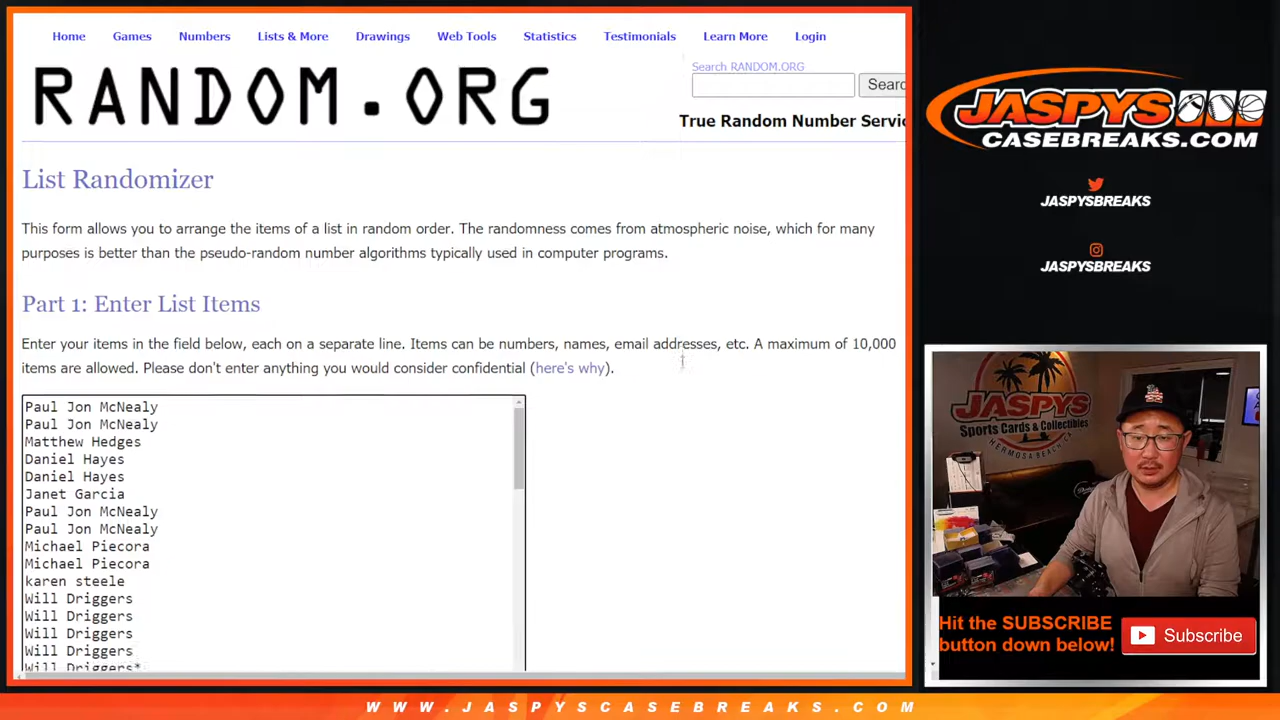 Home Games Numbers Lists & More Drawings Web Tools Statistics Testimonials Learn More Login
RANDOM.ORG
Search RANDOM.ORG
Searc
True Random Number Servic
List Randomizer
This form allows you to arrange the items of a list in random order. The randomness comes from atmospheric noise, which for many
purposes is better than the pseudo-random number algorithms typically used in computer programs.
Part 1: Enter List Items
Enter your items in the field below, each on a separate line. Items can be numbers, names, email addresses, etc. A maximum of 10,000
items are allowed. Please don't enter anything you would consider confidential (here's why).
Paul Jon McNealy
Paul Jon McNealy
Matthew Hedges
Daniel Hayes
Daniel Hayes
Janet Garcia
Paul Jon McNealy
Paul Jon McNealy
Michael Piecora
Michael Piecora
karen steele
Will Driggers
Will Driggers
Will Driggers
Will Driggers
Will Driggers*
JASPYS
CASEBREAKS.COM
JASPYSBREAKS
JASPYSBREAKS
JASPYS
Sports Cards & Collectibles
HERMOSA BEACH CA
Hit the SUBSCRIBE
button down below!
Subscribe
WWW.JASPYSCASEBREAKS.COM